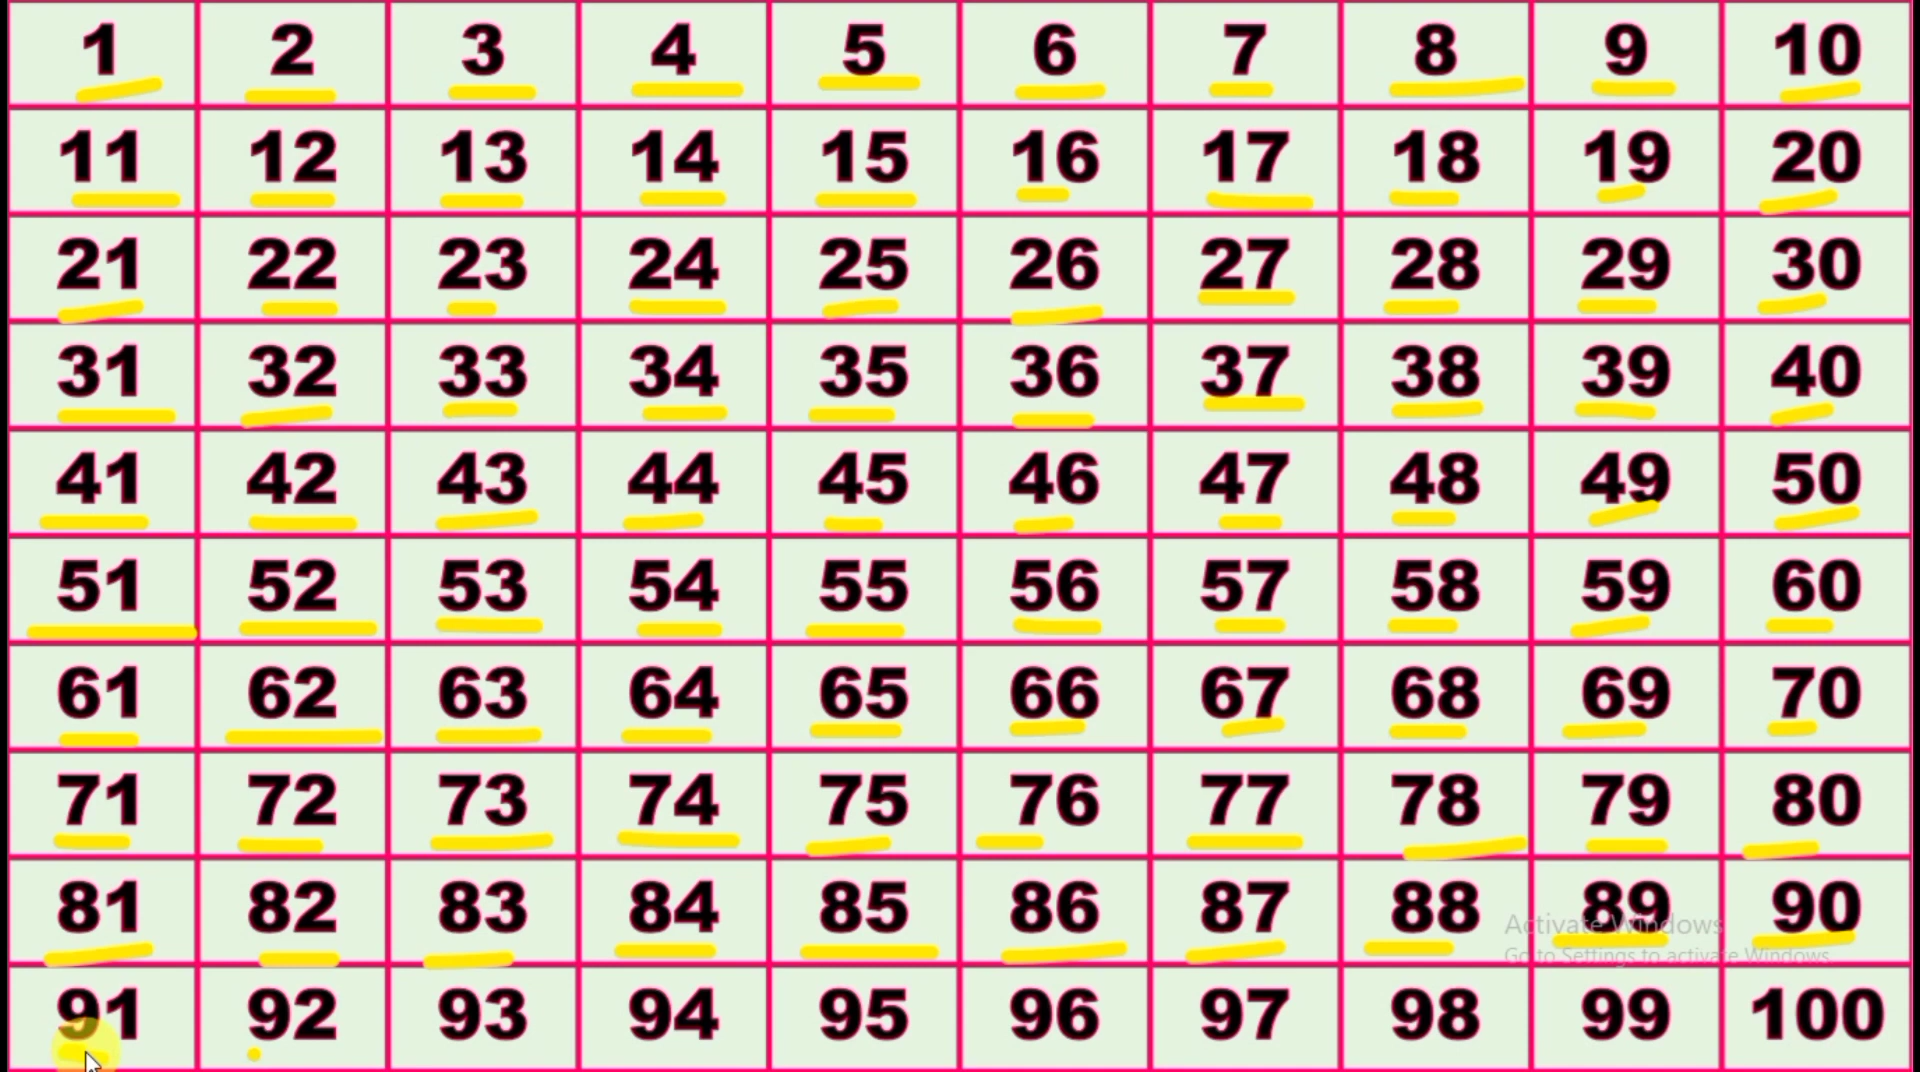 1 2 3 4 5 6 7 8 9 10
11 12 13 14 15 16 17 18 19 20
21 22 23 24 25 26 27 28 29 30
31 32 33 34 35 36 37 38 39 40
41 42 43 44 45 46 47 48 49 50
51 52 53 54 55 56 57 58 59 60
61 62 63 64 65 66 67 68 69 70
71 72 73 74 75 76 77 78 79 80
81 82 83 84 85 86 87 88 89 90
Activate Windows
Go to Settings to activate Windows.
91 92 93 94 95 96 97 98 99 100